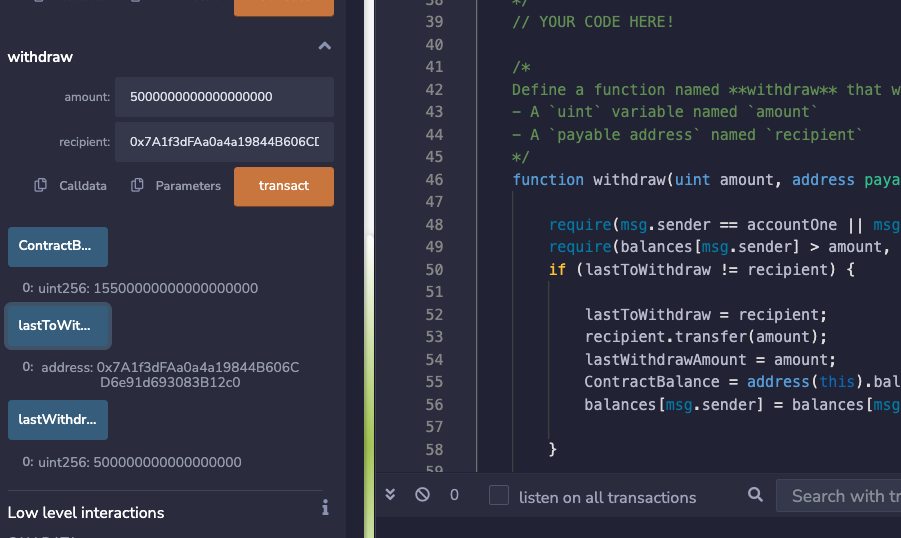 withdraw
amount: 5000000000000000000
recipient: 0x7A1f3dFAa0a4a19844B606CD
Calldata Parameters transact
ContractB...
0: uint256: 15500000000000000000
lastToWit...
0: address: 0x7A1f3dFAa0a4a19844B606C
D6e91d693083B12c0
lastWithdr...
0: uint256: 500000000000000000
Low level interactions
38 */
39 // YOUR CODE HERE!
40
41 /*
42 Define a function named **withdraw** that w
43 - A `uint` variable named `amount`
44 - A `payable address` named `recipient`
45 */
46 function withdraw(uint amount, address paya
47
48 require(msg.sender == accountOne || msg
49 require(balances[msg.sender] > amount,
50 if (lastToWithdraw != recipient) {
51
52 lastToWithdraw = recipient;
53 recipient.transfer(amount);
54 lastWithdrawAmount = amount;
55 ContractBalance = address(this).bal
56 balances[msg.sender] = balances[msg
57
58 }
59
0 listen on all transactions Search with tr